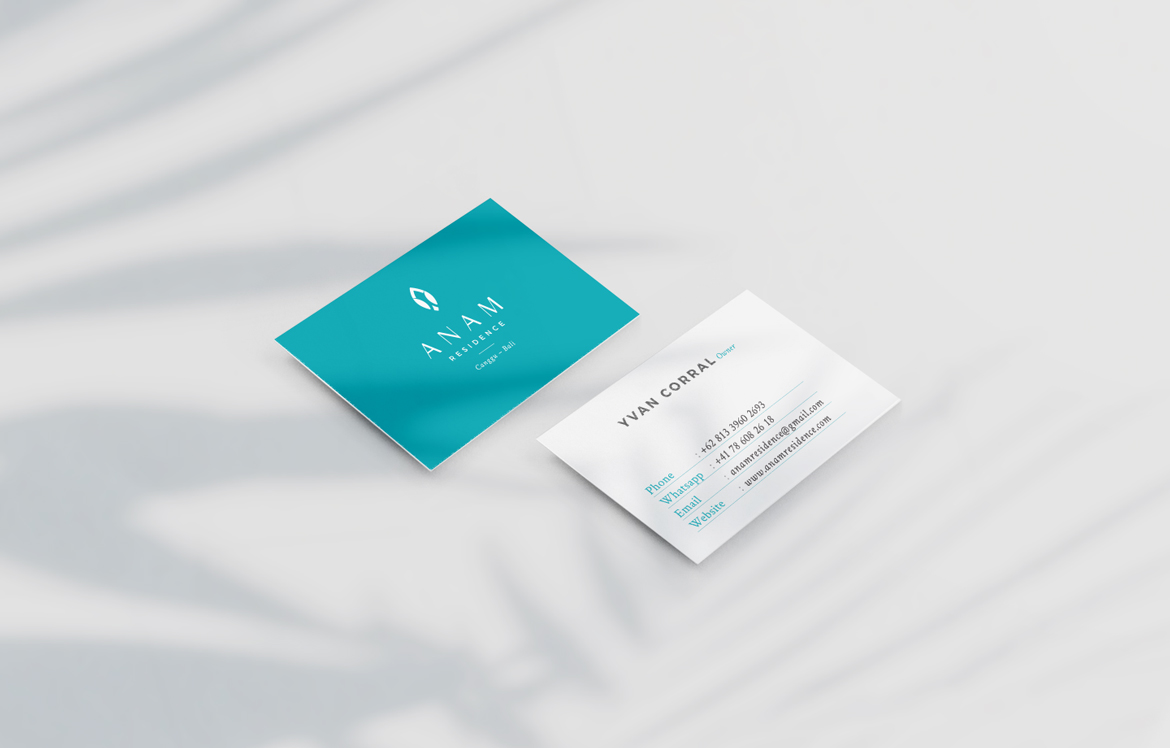 ANAM
RESIDENCE
Canggu - Bali
YVAN CORRAL Owner
Phone : +62 813 3960 2693
Whatsapp : +41 78 608 26 18
Email : anamresidence@gmail.com
Website : www.anamresidence.com